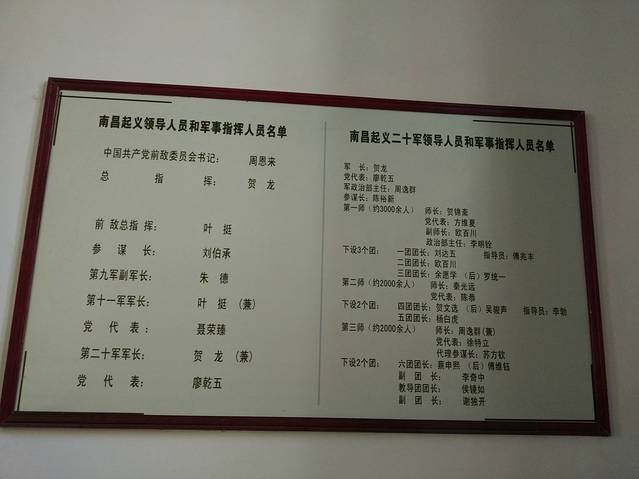 南昌起义领导人员和军事指挥人员名单
中国共产党前敌委员会书记： 周恩来
总 指 挥： 贺 龙
前敌总指挥： 叶 挺
参 谋 长： 刘伯承
第九军副军长： 朱 德
第十一军军长： 叶 挺（兼）
党 代 表： 聂荣臻
第二十军军长： 贺 龙（兼）
党 代 表： 廖乾五
南昌起义二十军领导人员和军事指挥人员名单
军 长：贺龙
党代表：廖乾五
军政治部主任：周逸群
参谋长：陈裕新
第一师（约3000余人） 师长：贺锦斋
党代表：方维夏
副师长：欧百川
政治部主任：李明铨
下设3个团： 一团团长：刘达五 指导员：傅兆丰
二团团长：欧百川
三团团长：余愿学（后）罗统一
第二师（约2000余人） 师长：秦光远
党代表：陈恭
下设2个团： 四团团长：贺文选（后）吴骏声 指导员：李勃
五团团长：杨白虎
第三师（约2000余人） 师长：周逸群（兼）
党代表：徐特立
代理参谋长：苏方钦
下设2个团： 六团团长：蔡申熙（后）傅维钰
副 团 长： 李奇中
教导团团长： 侯镜如
副 团 长： 谢独开